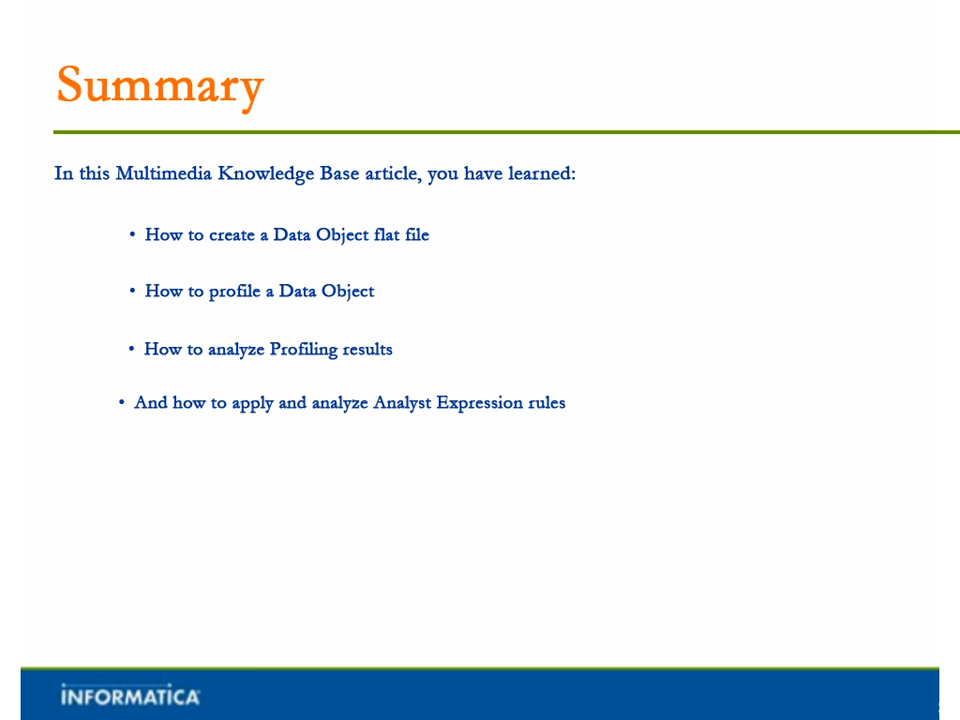 Summary
In this Multimedia Knowledge Base article, you have learned:
• How to create a Data Object flat file
• How to profile a Data Object
• How to analyze Profiling results
• And how to apply and analyze Analyst Expression rules
INFORMATICA